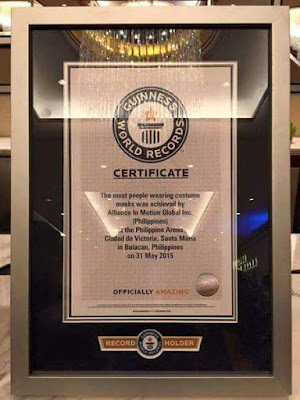 GUINNESS
WORLD RECORDS
CERTIFICATE
The most people wearing costume
masks was achieved by
Alliance In Motion Global Inc.
(Philippines)
at the Philippine Arena
Ciudad de Victoria, Santa Maria
in Bulacan, Philippines
on 31 May 2015
OFFICIALLY AMAZING
RECORD HOLDER